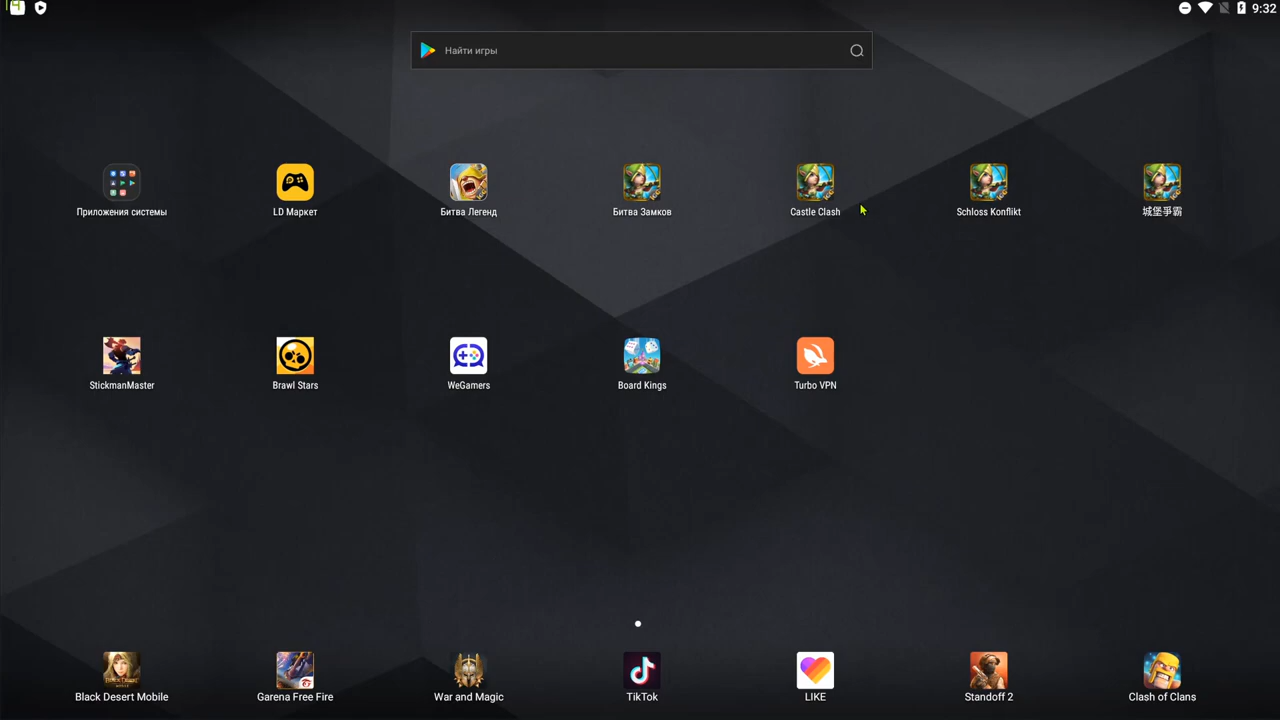 9:32
Найти игры
Приложения системы
LD Маркет
Битва Легенд
Битва Замков
Castle Clash
Schloss Konflikt
城堡爭霸
StickmanMaster
Brawl Stars
WeGamers
Board Kings
Turbo VPN
Black Desert Mobile
Garena Free Fire
War and Magic
TikTok
LIKE
Standoff 2
Clash of Clans